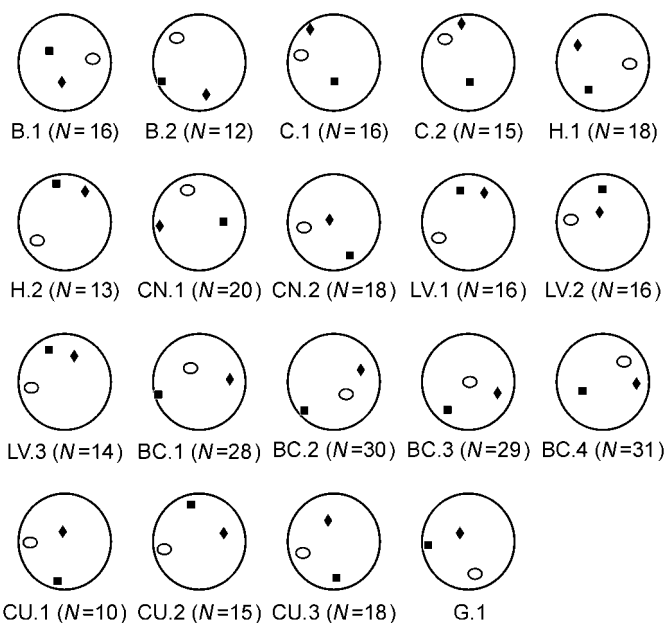 B.1 (N=16) B.2 (N=12) C.1 (N=16) C.2 (N=15) H.1 (N=18)
H.2 (N=13) CN.1 (N=20) CN.2 (N=18) LV.1 (N=16) LV.2 (N=16)
LV.3 (N=14) BC.1 (N=28) BC.2 (N=30) BC.3 (N=29) BC.4 (N=31)
CU.1 (N=10) CU.2 (N=15) CU.3 (N=18) G.1